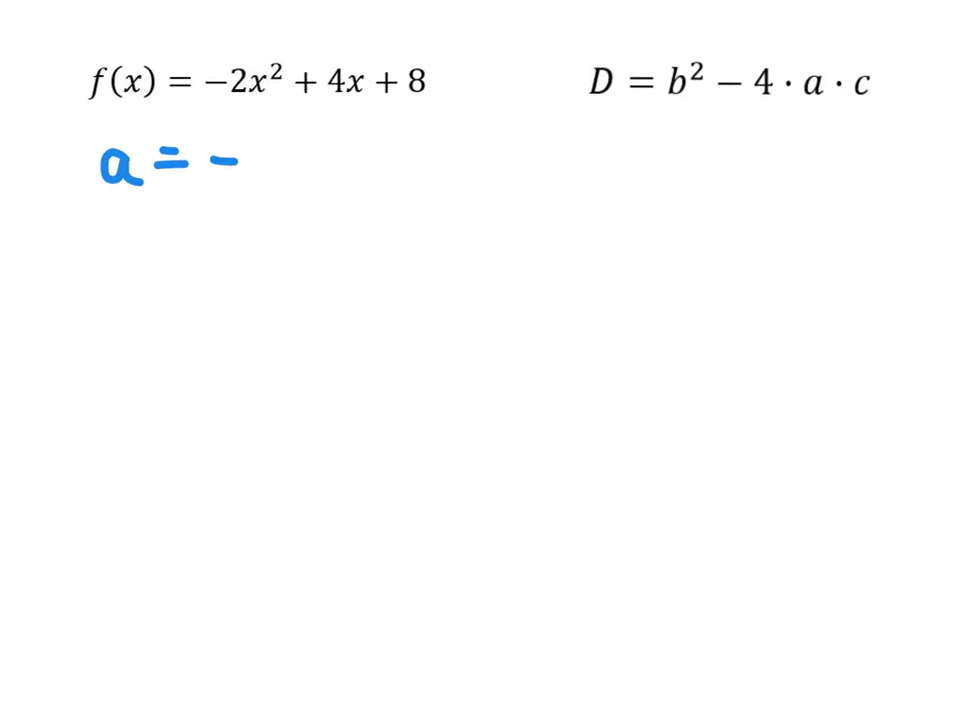 f(x) = −2x² + 4x + 8
D = b² − 4 · a · c
a = −